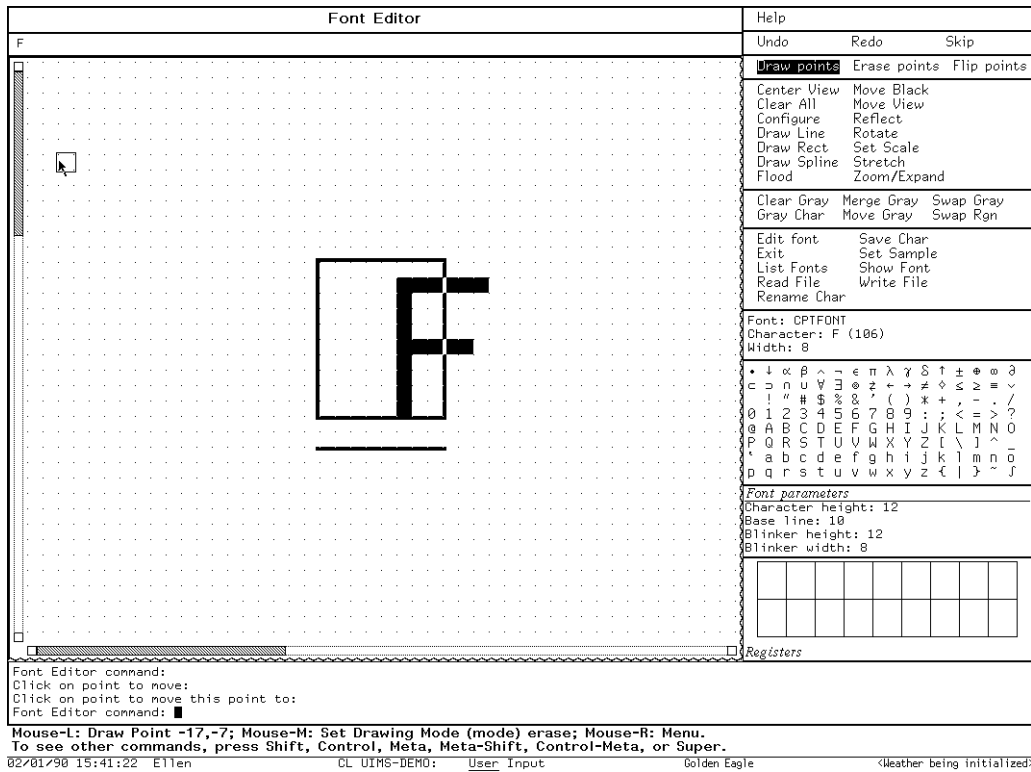 Font Editor
F
Help
Undo Redo Skip
Draw points Erase points Flip points
Center View Move Black
Clear All Move View
Configure Reflect
Draw Line Rotate
Draw Rect Set Scale
Draw Spline Stretch
Flood Zoom/Expand
Clear Gray Merge Gray Swap Gray
Gray Char Move Gray Swap Rgn
Edit font Save Char
Exit Set Sample
List Fonts Show Font
Read File Write File
Rename Char
Font: CPTFONT
Character: F (106)
Width: 8
· ↓ α β ^ ¬ ε π λ γ δ ↑ ± ⊕ ∞ ∂
⊂ ⊃ ∩ ∪ ∀ ∃ ⊗ ⇄ ← → ≠ ◊ ≤ ≥ ≡ ∨
! " # $ % & ' ( ) * + , - . /
0 1 2 3 4 5 6 7 8 9 : ; < = > ?
@ A B C D E F G H I J K L M N O
P Q R S T U V W X Y Z [ \ ] ^ _
` a b c d e f g h i j k l m n o
p q r s t u v w x y z { | } ~ ∫
Font parameters
Character height: 12
Base line: 10
Blinker height: 12
Blinker width: 8
Registers
Font Editor command:
Click on point to move:
Click on point to move this point to:
Font Editor command:
Mouse-L: Draw Point -17,-7; Mouse-M: Set Drawing Mode (mode) erase; Mouse-R: Menu.
To see other commands, press Shift, Control, Meta, Meta-Shift, Control-Meta, or Super.
02/01/90 15:41:22 Ellen CL UIMS-DEMO: User Input Golden Eagle <Weather being initialized>